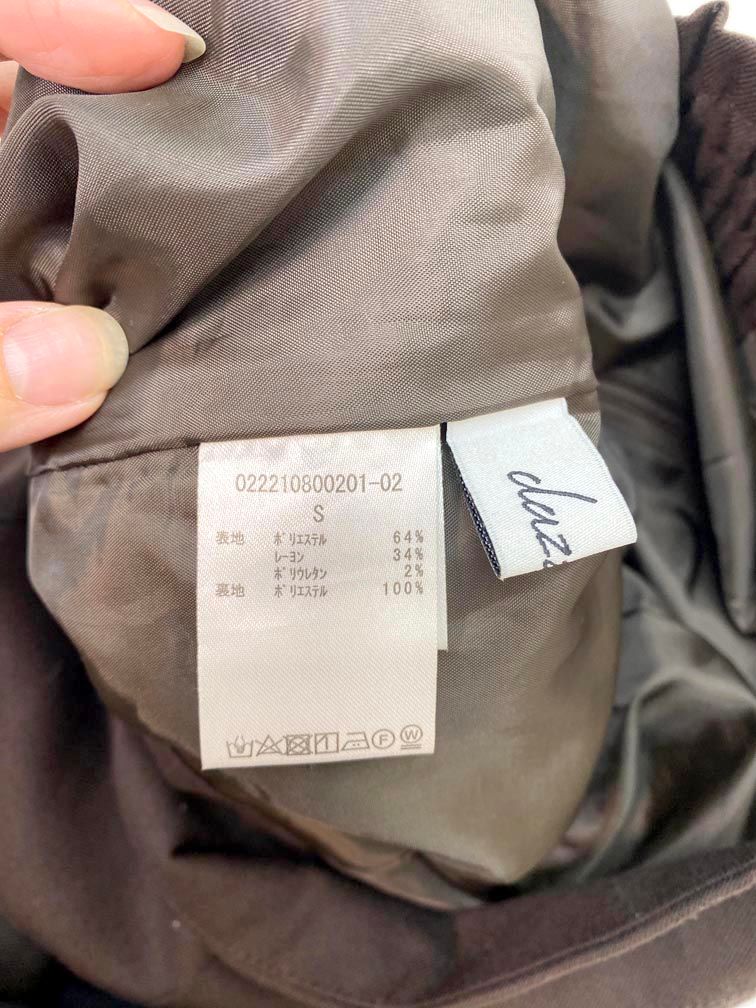 022210800201-02
S
表地 ポリエステル 64%
レーヨン 34%
ポリウレタン 2%
裏地 ポリエステル 100%
F W
daz